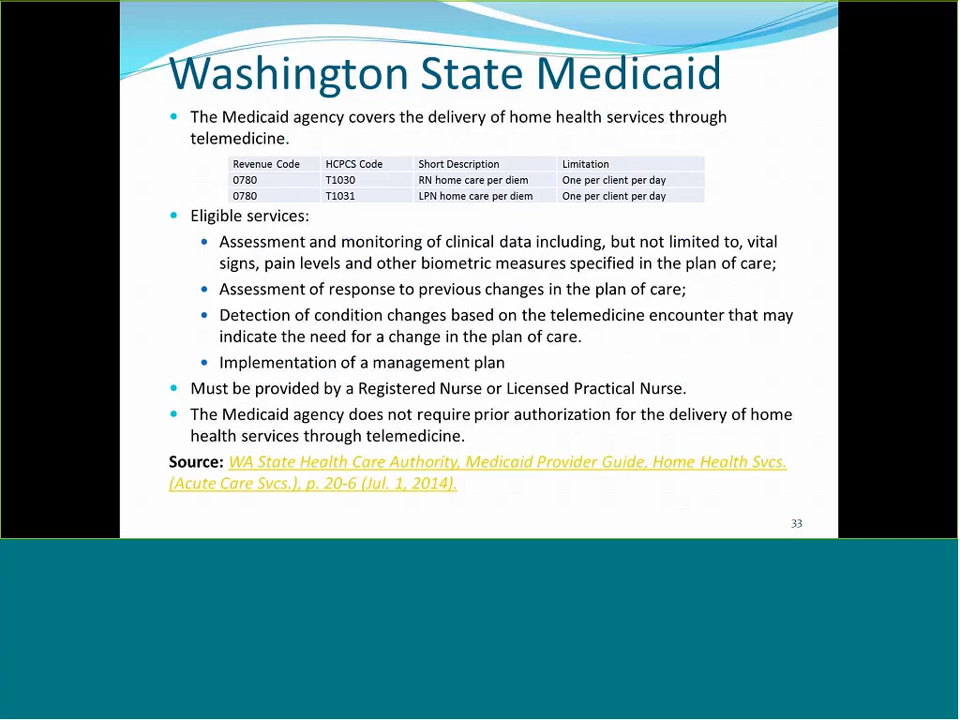 Washington State Medicaid
The Medicaid agency covers the delivery of home health services through
telemedicine.
Revenue Code HCPCS Code Short Description Limitation
0780 T1030 RN home care per diem One per client per day
0780 T1031 LPN home care per diem One per client per day
Eligible services:
Assessment and monitoring of clinical data including, but not limited to, vital
signs, pain levels and other biometric measures specified in the plan of care;
Assessment of response to previous changes in the plan of care;
Detection of condition changes based on the telemedicine encounter that may
indicate the need for a change in the plan of care.
Implementation of a management plan
Must be provided by a Registered Nurse or Licensed Practical Nurse.
The Medicaid agency does not require prior authorization for the delivery of home
health services through telemedicine.
Source: WA State Health Care Authority, Medicaid Provider Guide, Home Health Svcs.
(Acute Care Svcs.), p. 20-6 (Jul. 1, 2014).
33